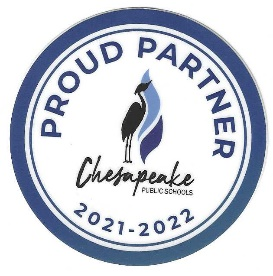 PROUD PARTNER
Chesapeake
PUBLIC SCHOOLS
2021-2022